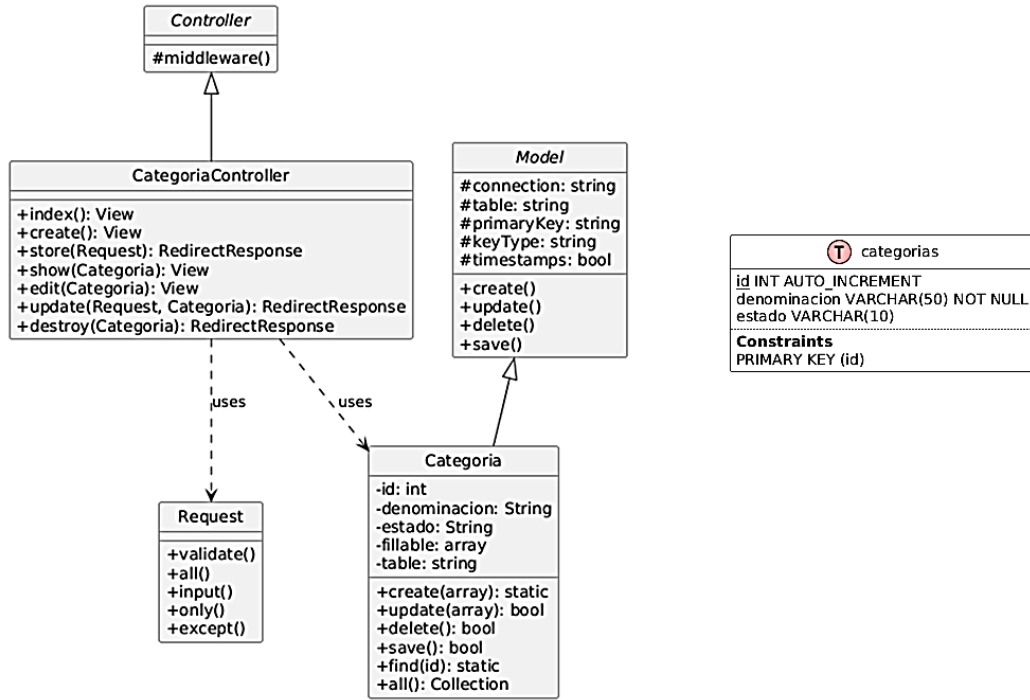 Controller
#middleware()
CategoriaController
+index(): View
+create(): View
+store(Request): RedirectResponse
+show(Categoria): View
+edit(Categoria): View
+update(Request, Categoria): RedirectResponse
+destroy(Categoria): RedirectResponse
Model
#connection: string
#table: string
#primaryKey: string
#keyType: string
#timestamps: bool
+create()
+update()
+delete()
+save()
T categorias
id INT AUTO_INCREMENT
denominacion VARCHAR(50) NOT NULL
estado VARCHAR(10)
Constraints
PRIMARY KEY (id)
uses
uses
Request
+validate()
+all()
+input()
+only()
+except()
Categoria
-id: int
-denominacion: String
-estado: String
-fillable: array
-table: string
+create(array): static
+update(array): bool
+delete(): bool
+save(): bool
+find(id): static
+all(): Collection